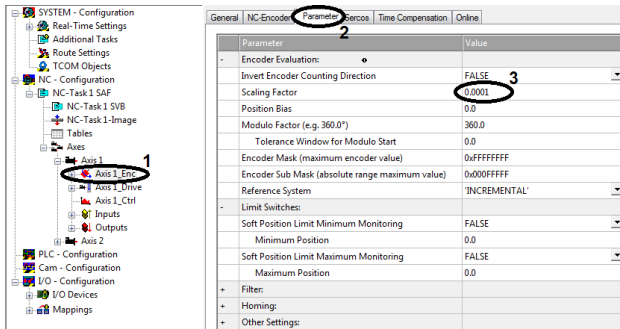 SYSTEM - Configuration
Real-Time Settings
Additional Tasks
Route Settings
TCOM Objects
NC - Configuration
NC-Task 1 SAF
NC-Task 1 SVB
NC-Task 1-Image
Tables
Axes
Axis 1
1
Axis 1_Enc
Axis 1_Drive
Axis 1_Ctrl
Inputs
Outputs
Axis 2
PLC - Configuration
Cam - Configuration
I/O - Configuration
I/O Devices
Mappings
General NC-Encoder Parameter Sercos Time Compensation Online
2
Parameter Value
- Encoder Evaluation:
Invert Encoder Counting Direction FALSE
3
Scaling Factor 0.0001
Position Bias 0.0
Modulo Factor (e.g. 360.0°) 360.0
Tolerance Window for Modulo Start 0.0
Encoder Mask (maximum encoder value) 0xFFFFFFFF
Encoder Sub Mask (absolute range maximum value) 0x000FFFFF
Reference System 'INCREMENTAL'
- Limit Switches:
Soft Position Limit Minimum Monitoring FALSE
Minimum Position 0.0
Soft Position Limit Maximum Monitoring FALSE
Maximum Position 0.0
+ Filter:
+ Homing:
+ Other Settings: